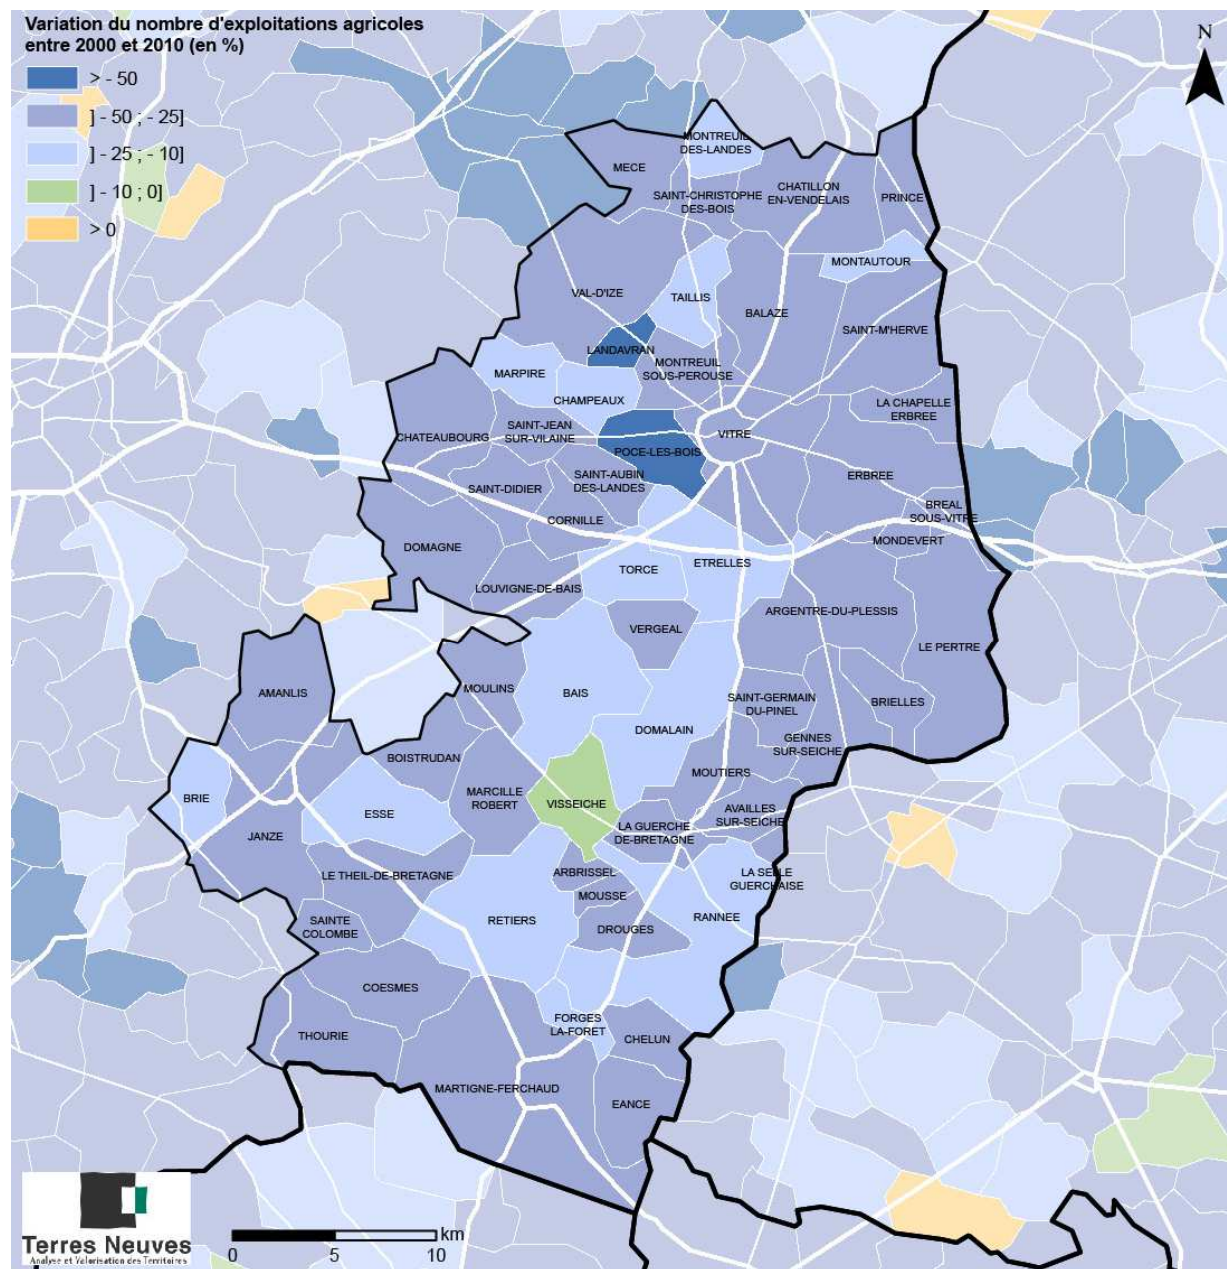 Variation du nombre d'exploitations agricoles
entre 2000 et 2010 (en %)
> - 50
] - 50 ; - 25]
] - 25 ; - 10]
] - 10 ; 0]
> 0
N
MONTREUIL
DES-LANDES
MECE
SAINT-CHRISTOPHE
DES-BOIS
CHATILLON
EN-VENDELAIS
PRINCE
MONTAUTOUR
VAL-D'IZE
TAILLIS
BALAZE
SAINT-M'HERVE
LANDAVRAN
MONTREUIL
SOUS-PEROUSE
MARPIRE
CHAMPEAUX
LA CHAPELLE
ERBREE
CHATEAUBOURG
SAINT-JEAN
SUR-VILAINE
VITRE
POCE-LES-BOIS
SAINT-DIDIER
SAINT-AUBIN
DES-LANDES
ERBREE
BREAL
SOUS-VITRE
CORNILLE
MONDEVERT
DOMAGNE
TORCE
ETRELLES
LOUVIGNE-DE-BAIS
ARGENTRE-DU-PLESSIS
VERGEAL
LE PERTRE
AMANLIS
MOULINS
BAIS
SAINT-GERMAIN
DU-PINEL
BRIELLES
DOMALAIN
GENNES
SUR-SEICHE
BOISTRUDAN
MOUTIERS
BRIE
ESSE
MARCILLE
ROBERT
VISSEICHE
AVAILLES
SUR-SEICHE
JANZE
LA GUERCHE
DE-BRETAGNE
LE THEIL-DE-BRETAGNE
ARBRISSEL
LA SELLE
GUERCHAISE
MOUSSE
SAINTE
COLOMBE
RETIERS
DROUGES
RANNEE
COESMES
FORGES
LA-FORET
THOURIE
CHELUN
MARTIGNE-FERCHAUD
EANCE
Terres Neuves
Analyse et Valorisation des Territoires
km
0 5 10